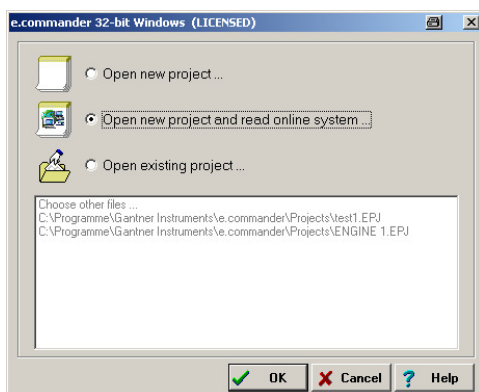 e.commander 32-bit Windows (LICENSED)
Open new project ...
Open new project and read online system ...
Open existing project ...
Choose other files ...
C:\Programme\Gantner Instruments\e.commander\Projects\test1.EPJ
C:\Programme\Gantner Instruments\e.commander\Projects\ENGINE 1.EPJ
OK Cancel Help